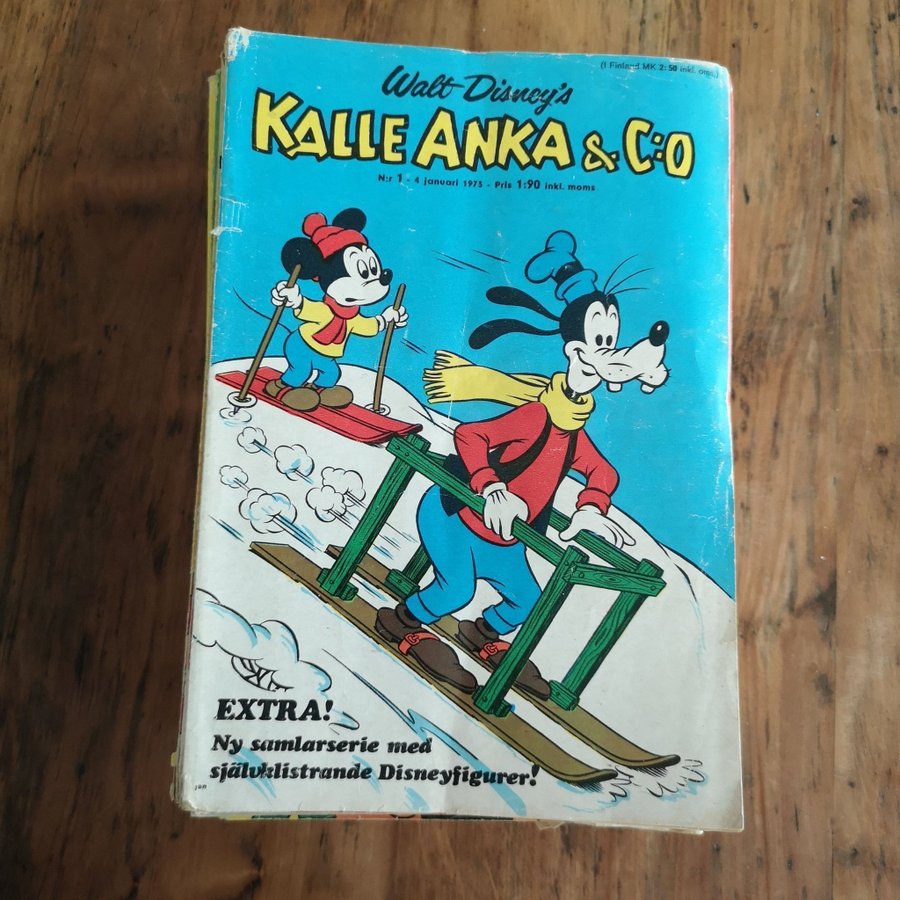 (I Finland MK 2:50 inkl. oms.)
Walt Disney's
KALLE ANKA & C:O
N:r 1 - 4 januari 1975 - Pris 1:90 inkl moms
EXTRA!
Ny samlarserie med
självklistrande Disneyfigurer!
jan